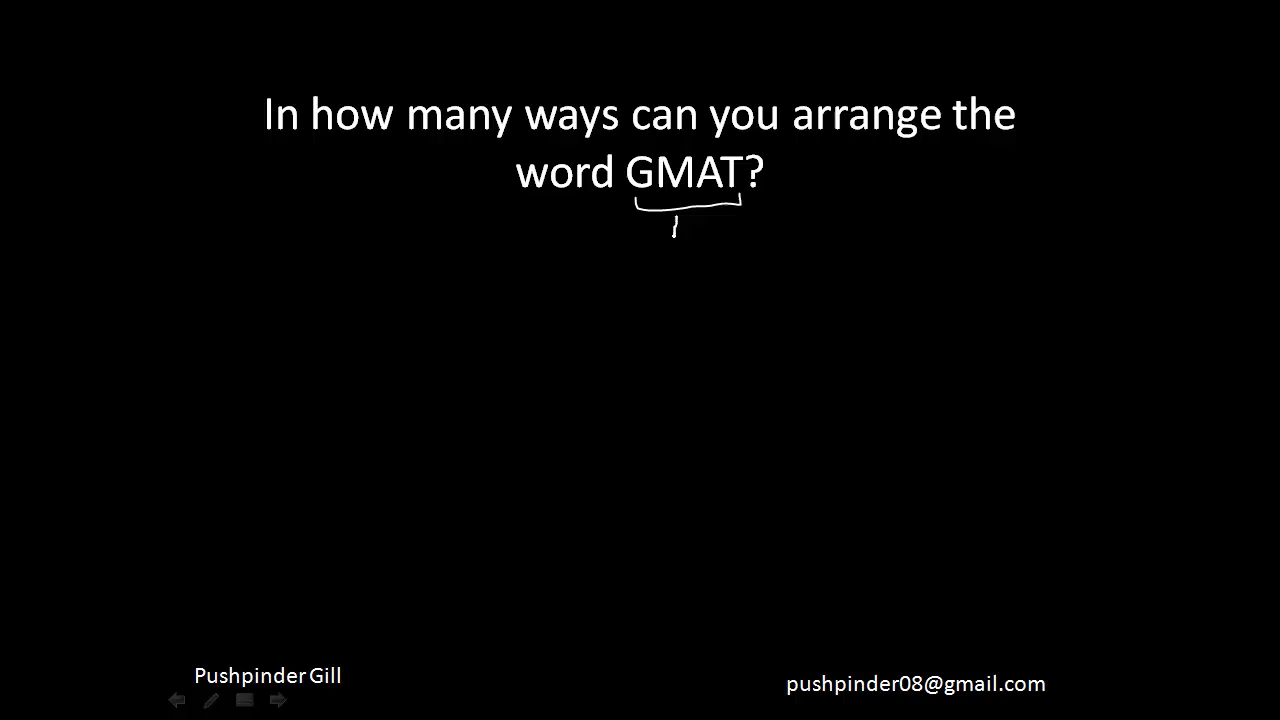 In how many ways can you arrange the
word GMAT?
Pushpinder Gill
pushpinder08@gmail.com